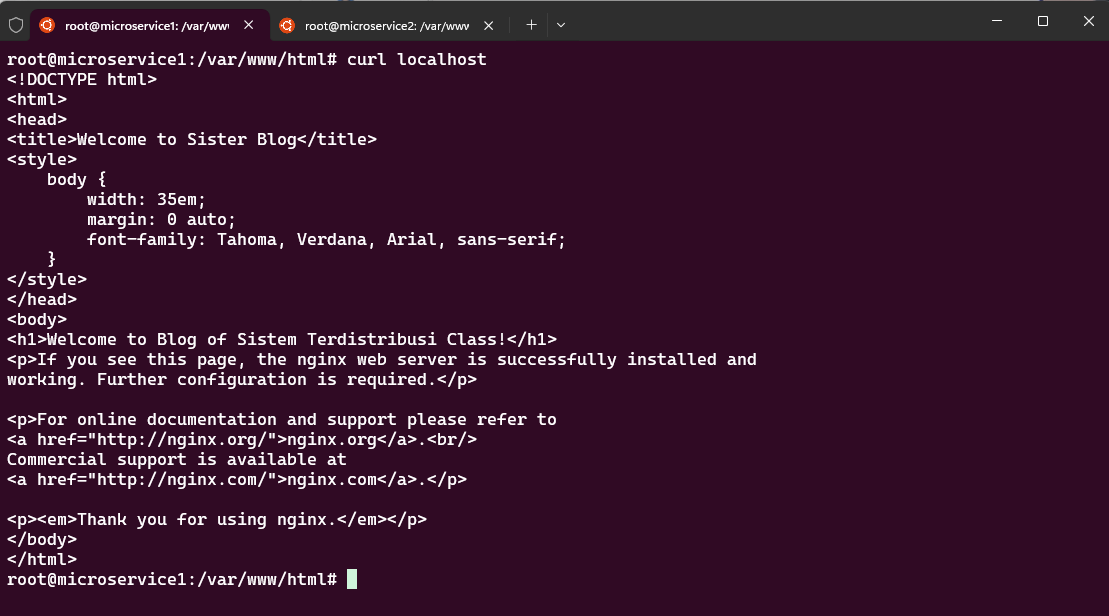 root@microservice1: /var/www
root@microservice2: /var/www
root@microservice1:/var/www/html# curl localhost
<!DOCTYPE html>
<html>
<head>
<title>Welcome to Sister Blog</title>
<style>
    body {
        width: 35em;
        margin: 0 auto;
        font-family: Tahoma, Verdana, Arial, sans-serif;
    }
</style>
</head>
<body>
<h1>Welcome to Blog of Sistem Terdistribusi Class!</h1>
<p>If you see this page, the nginx web server is successfully installed and
working. Further configuration is required.</p>
<p>For online documentation and support please refer to
<a href="http://nginx.org/">nginx.org</a>.<br/>
Commercial support is available at
<a href="http://nginx.com/">nginx.com</a>.</p>
<p><em>Thank you for using nginx.</em></p>
</body>
</html>
root@microservice1:/var/www/html#